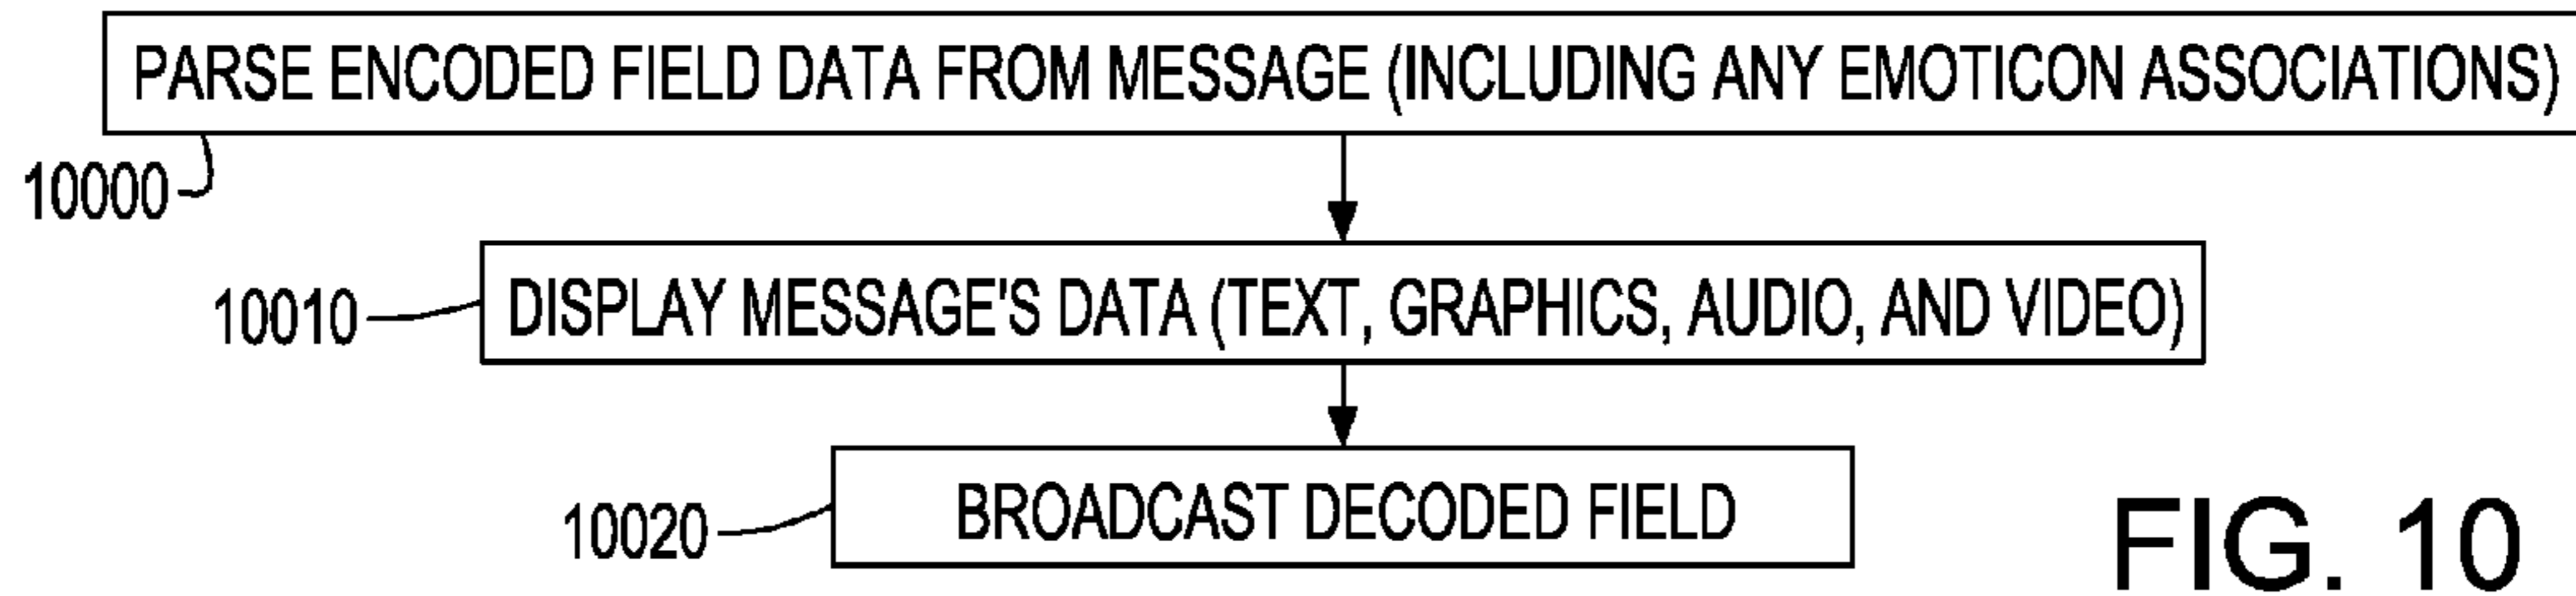 PARSE ENCODED FIELD DATA FROM MESSAGE (INCLUDING ANY EMOTICON ASSOCIATIONS)
10000
10010
DISPLAY MESSAGE'S DATA (TEXT, GRAPHICS, AUDIO, AND VIDEO)
10020
BROADCAST DECODED FIELD
FIG. 10